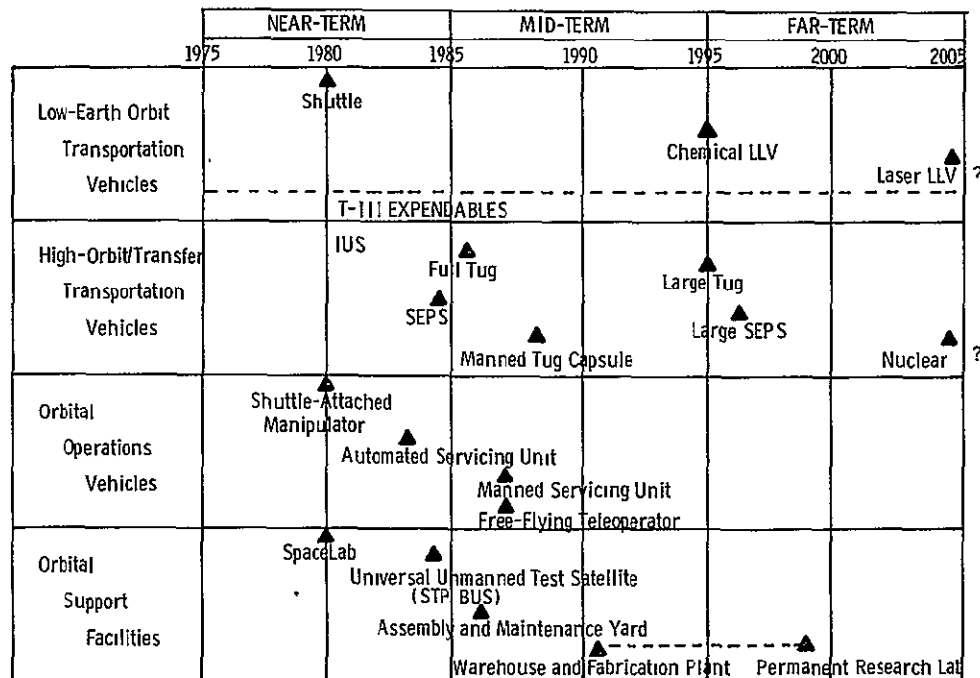 NEAR-TERM MID-TERM FAR-TERM
1975 1980 1985 1990 1995 2000 2005
Low-Earth Orbit
Transportation
Vehicles
Shuttle
Chemical LLV
Laser LLV
?
T-III EXPENDABLES
High-Orbit/Transfer
Transportation
Vehicles
IUS
Full Tug
Large Tug
SEPS
Large SEPS
Manned Tug Capsule
Nuclear
?
Orbital
Operations
Vehicles
Shuttle-Attached
Manipulator
Automated Servicing Unit
Manned Servicing Unit
Free-Flying Teleoperator
Orbital
Support
Facilities
SpaceLab
Universal Unmanned Test Satellite
(STP BUS)
Assembly and Maintenance Yard
Warehouse and Fabrication Plant
Permanent Research Lab